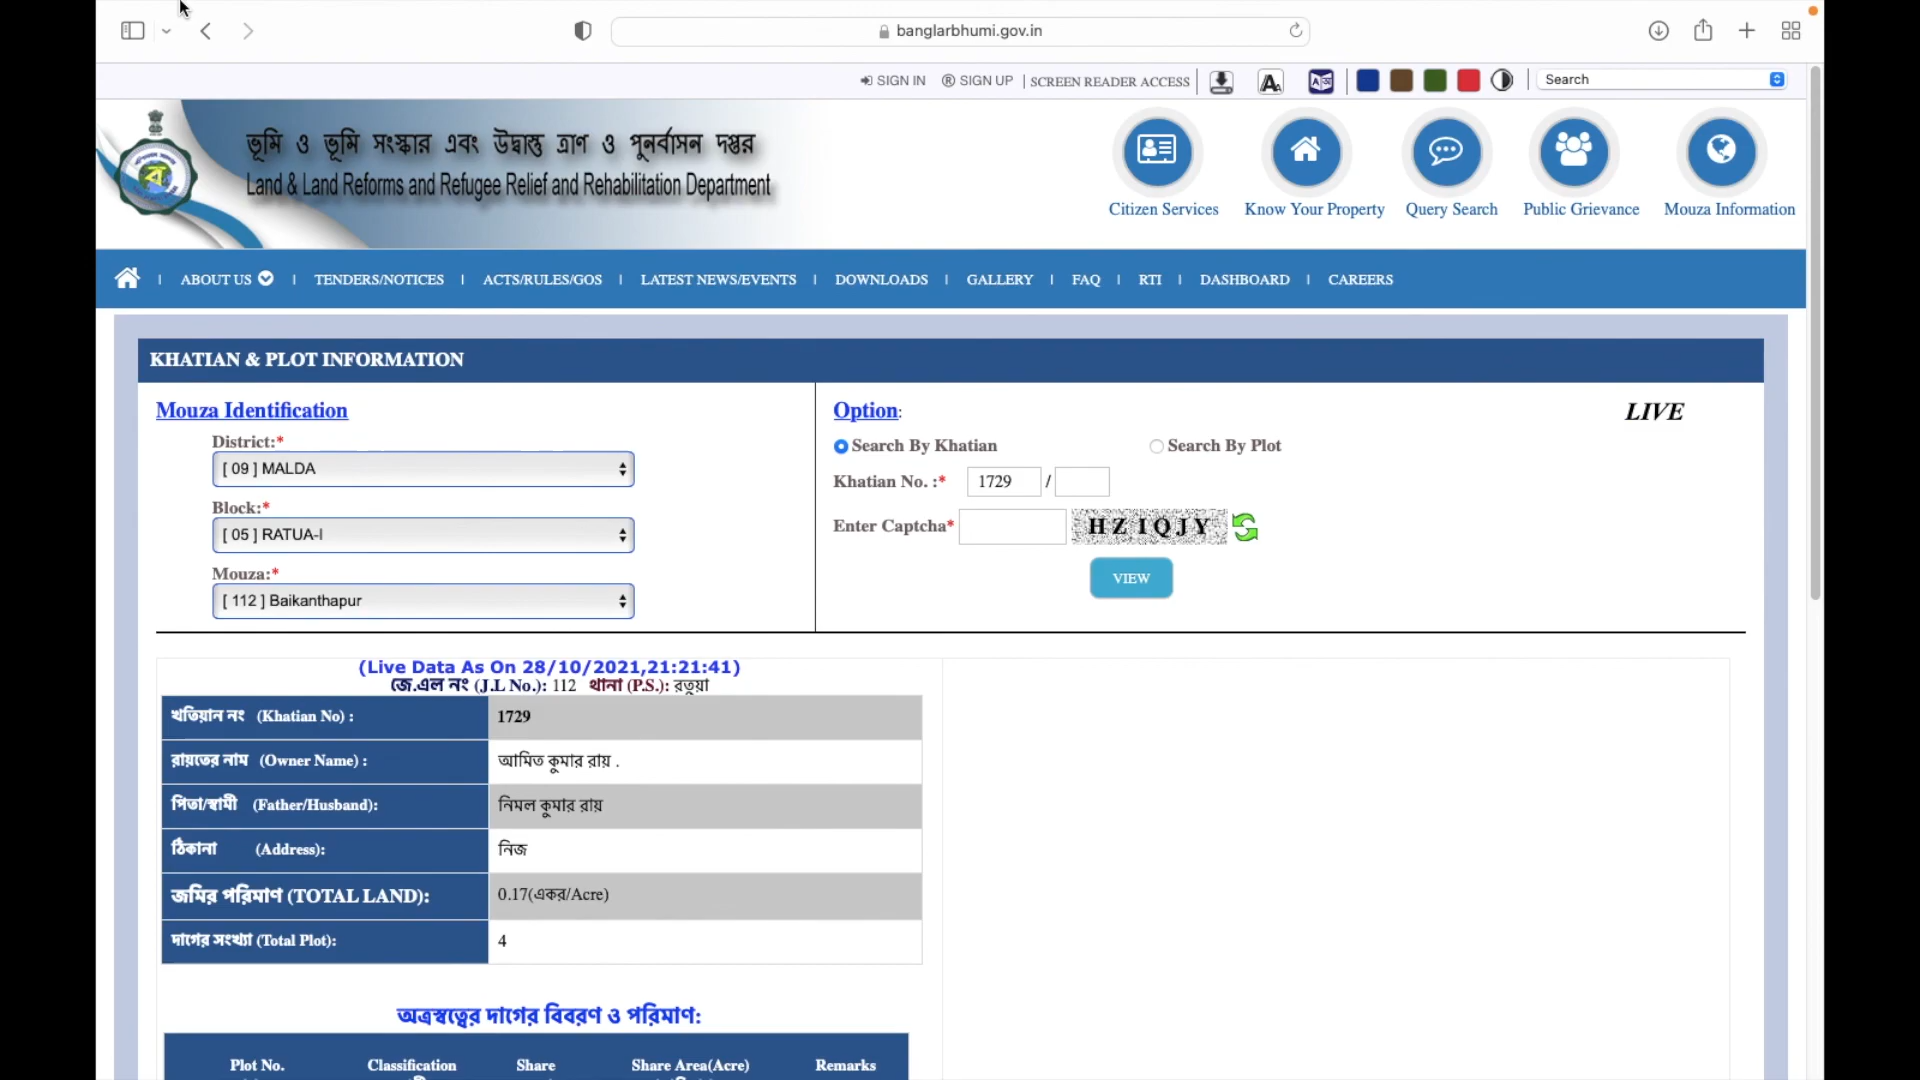 banglarbhumi.gov.in
SIGN IN ® SIGN UP | SCREEN READER ACCESS
Search
ভূমি ও ভূমি সংস্কার এবং উদ্বাস্তু ত্রাণ ও পুনর্বাসন দপ্তর
Land & Land Reforms and Refugee Relief and Rehabilitation Department
Citizen Services Know Your Property Query Search Public Grievance Mouza Information
ABOUT US | TENDERS/NOTICES | ACTS/RULES/GOS | LATEST NEWS/EVENTS | DOWNLOADS | GALLERY | FAQ | RTI | DASHBOARD | CAREERS
KHATIAN & PLOT INFORMATION
Mouza Identification
District:*
[ 09 ] MALDA
Block:*
[ 05 ] RATUA-I
Mouza:*
[ 112 ] Baikanthapur
Option:
LIVE
Search By Khatian Search By Plot
Khatian No. :* 1729 /
Enter Captcha* HZIQJY
VIEW
(Live Data As On 28/10/2021,21:21:41)
জে.এল নং (J.L No.): 112 থানা (P.S.): রতুয়া
খতিয়ান নং (Khatian No) : 1729
রায়তের নাম (Owner Name) : আমিত কুমার রায় .
পিতা/স্বামী (Father/Husband): নিমল কুমার রায়
ঠিকানা (Address): নিজ
জমির পরিমাণ (TOTAL LAND): 0.17(একর/Acre)
দাগের সংখ্যা (Total Plot): 4
অত্রস্বত্বের দাগের বিবরণ ও পরিমাণ:
Plot No. Classification Share Share Area(Acre) Remarks